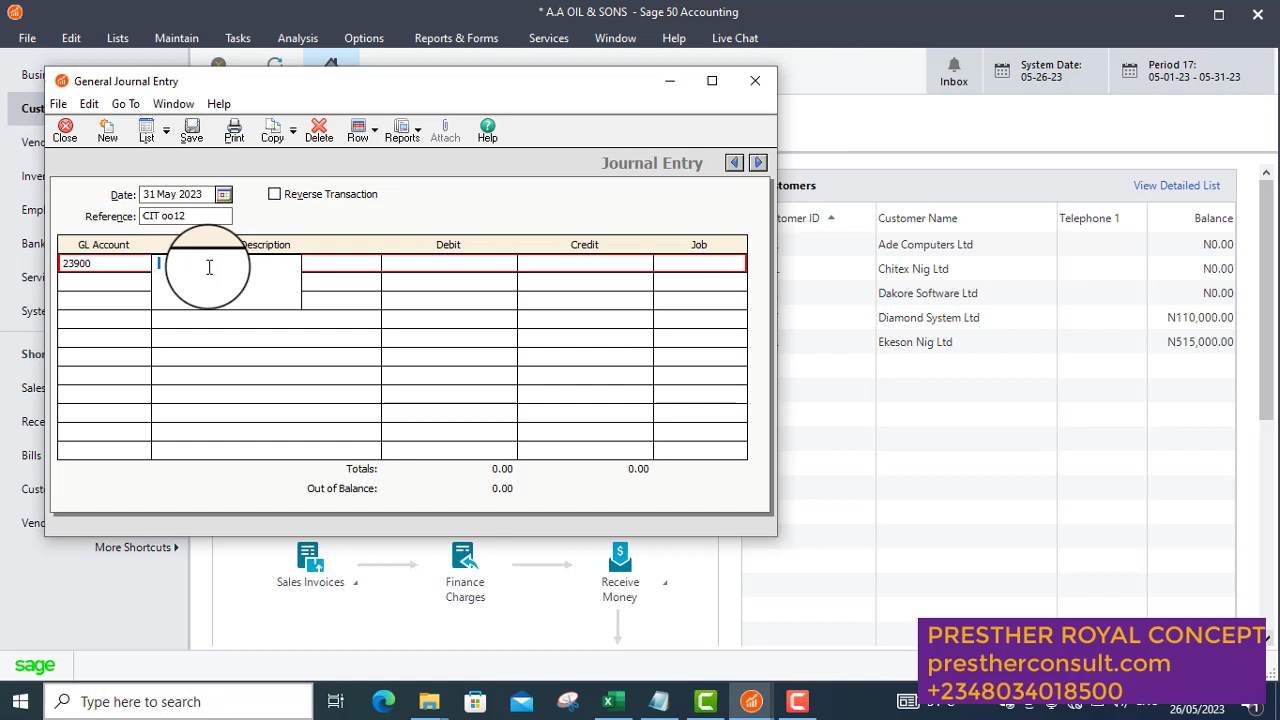 * A.A OIL & SONS - Sage 50 Accounting
File Edit Lists Maintain Tasks Analysis Options Reports & Forms Services Window Help Live Chat
Inbox
System Date:
05-26-23
Period 17:
05-01-23 - 05-31-23
General Journal Entry
File Edit Go To Window Help
Close New List Save Print Copy Delete Row Reports Attach Help
Journal Entry
Date: 31 May 2023 Reverse Transaction
Reference: CIT oo12
GL Account Description Debit Credit Job
23900
Totals: 0.00 0.00
Out of Balance: 0.00
View Detailed List
Customer Name Telephone 1 Balance
Ade Computers Ltd N0.00
Chitex Nig Ltd N0.00
Dakore Software Ltd N0.00
Diamond System Ltd N110,000.00
Ekeson Nig Ltd N515,000.00
More Shortcuts
Sales Invoices
Finance
Charges
Receive
Money
sage
PRESTHER ROYAL CONCEPT
prestherconsult.com
+2348034018500
Type here to search
26/05/2023